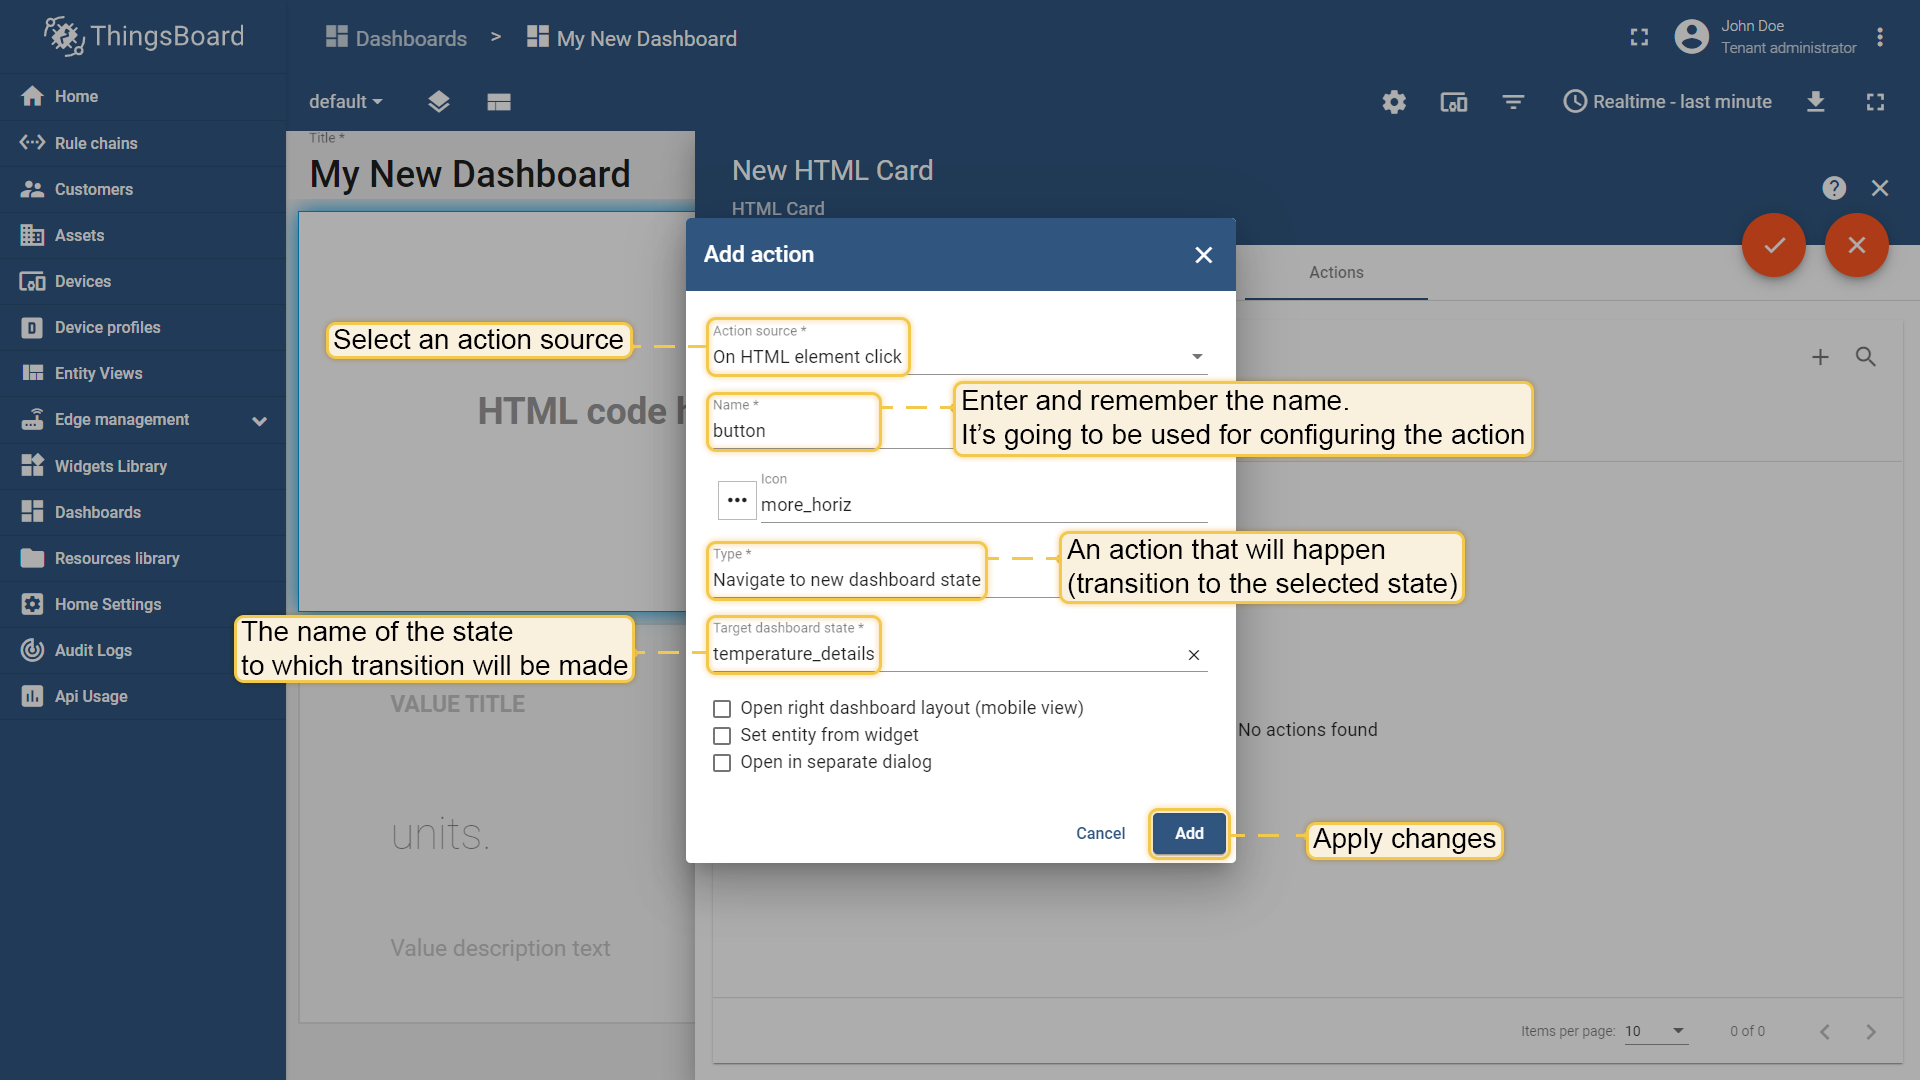 ThingsBoard
Dashboards > My New Dashboard
John Doe
Tenant administrator
Home
Rule chains
Customers
Assets
Devices
Device profiles
Entity Views
Edge management
Widgets Library
Dashboards
Resources library
Home Settings
Audit Logs
Api Usage
default
Realtime - last minute
Title *
My New Dashboard
HTML code
VALUE TITLE
units.
Value description text
New HTML Card
HTML Card
Actions
No actions found
Items per page: 10
0 of 0
Add action
Select an action source
Action source *
On HTML element click
Name *
button
Enter and remember the name.
It's going to be used for configuring the action
Icon
more_horiz
Type *
Navigate to new dashboard state
An action that will happen
(transition to the selected state)
The name of the state
to which transition will be made
Target dashboard state *
temperature_details
Open right dashboard layout (mobile view)
Set entity from widget
Open in separate dialog
Cancel
Add
Apply changes